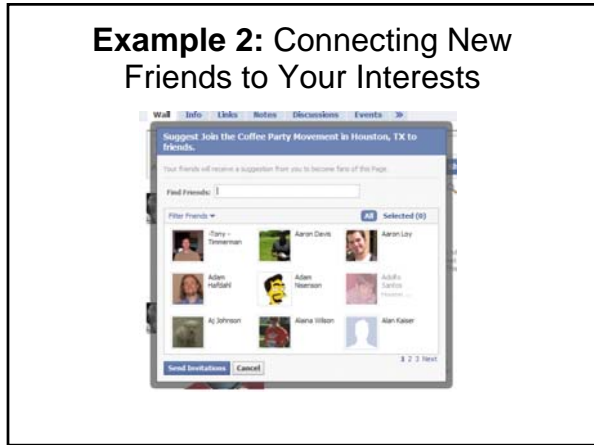 Example 2: Connecting New
Friends to Your Interests
Wall Info Links Notes Discussions Events »
Suggest Join the Coffee Party Movement in Houston, TX to
friends.
Your friends will receive a suggestion from you to become fans of this Page.
Find Friends:
Filter Friends All Selected (0)
-Tony - Aaron Davis Aaron Loy
Timmerman
Adam Adam Adolfo
Hafdahl Nisenson Santos
Aj Johnson Alaina Wilson Alan Kaiser
1 2 3 Next
Send Invitations Cancel